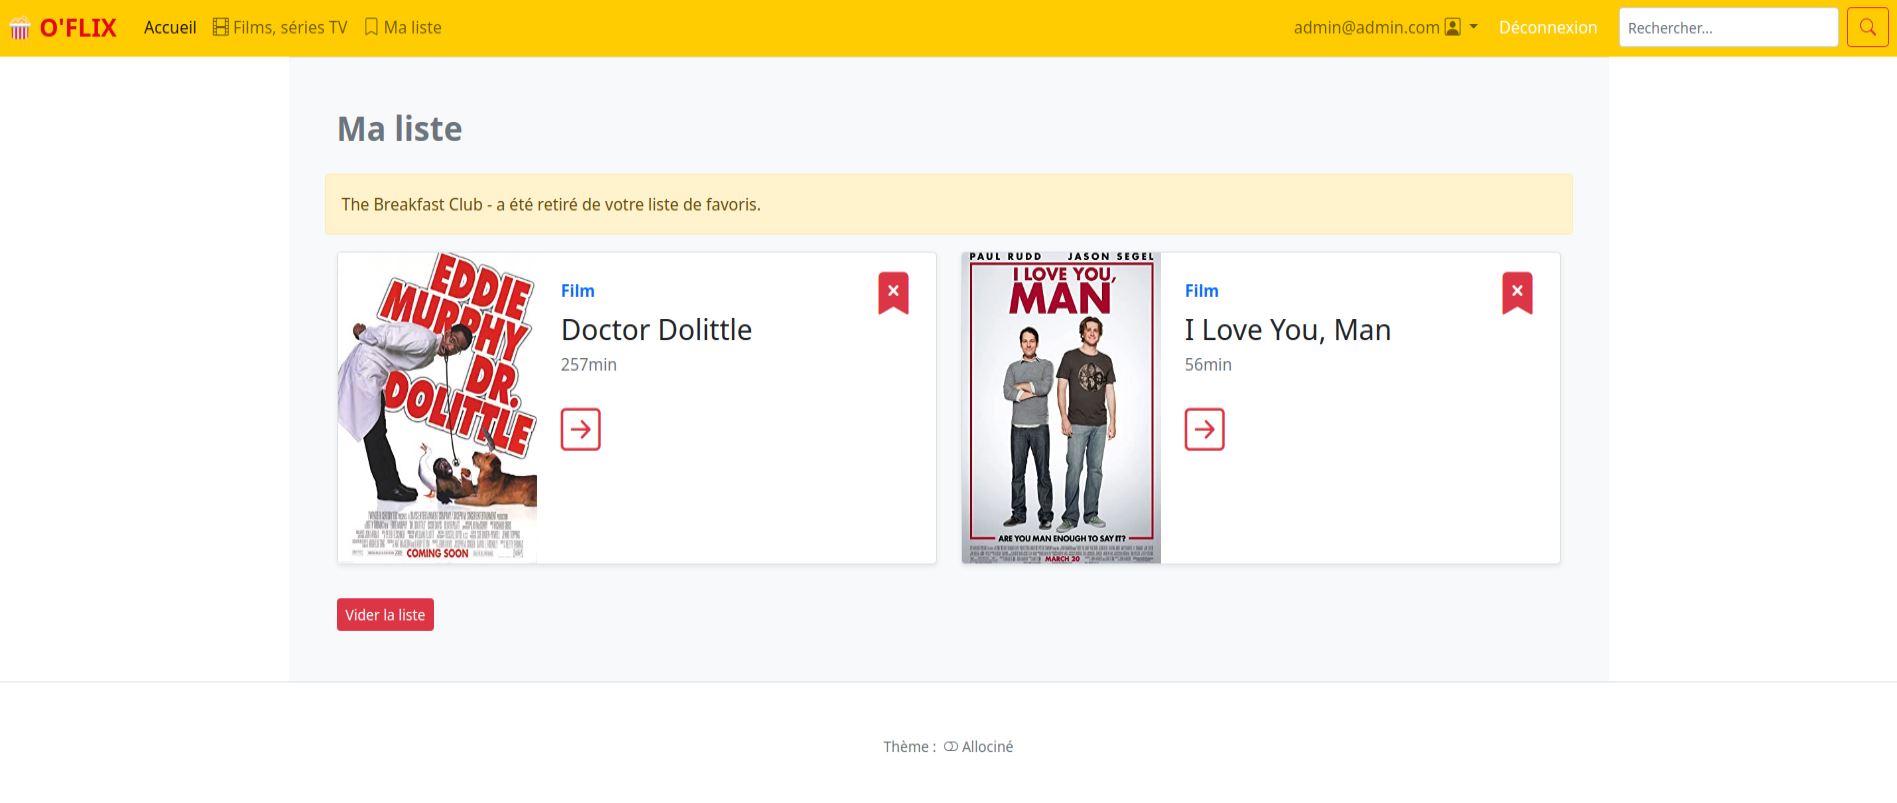 O'FLIX Accueil Films, séries TV Ma liste admin@admin.com Déconnexion Rechercher...
Ma liste
The Breakfast Club - a été retiré de votre liste de favoris.
EDDIE
MURPHY
DR.
DOLITTLE
COMING SOON
Film
Doctor Dolittle
257min
PAUL RUDD JASON SEGEL
I LOVE YOU,
MAN
ARE YOU MAN ENOUGH TO SAY IT?
MARCH 20
Film
I Love You, Man
56min
Vider la liste
Thème : Allociné